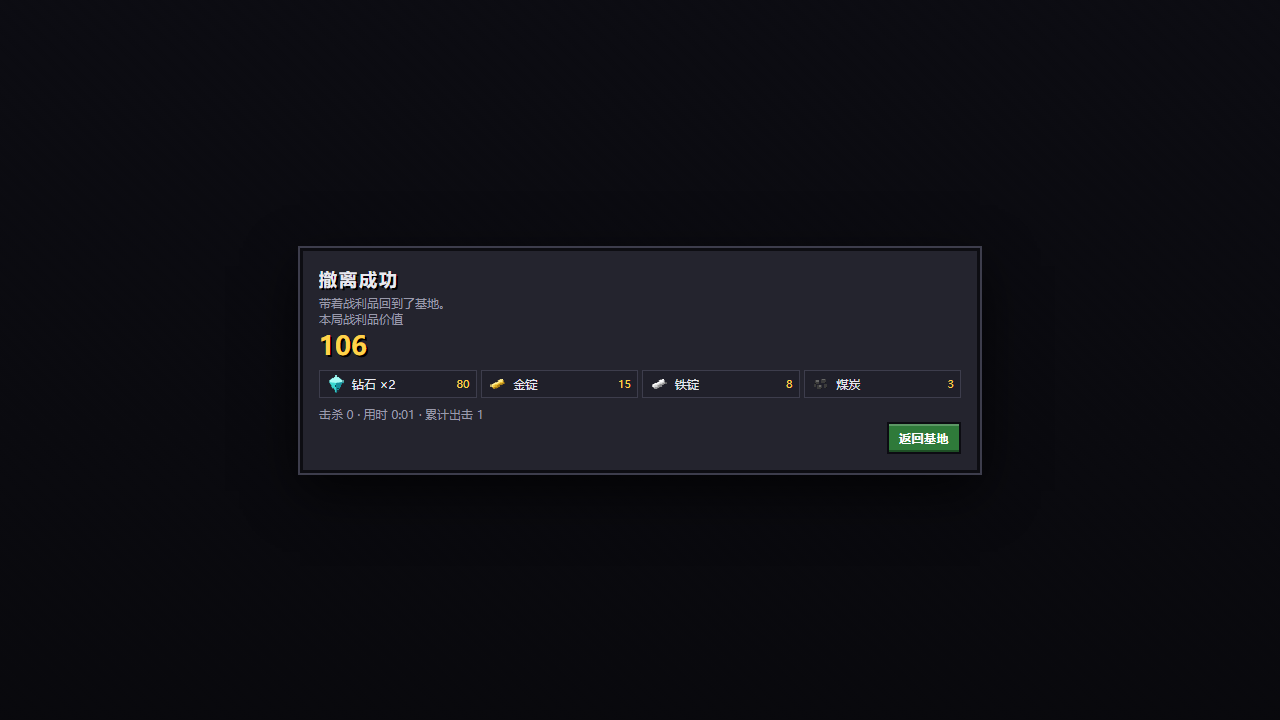 撤离成功
带着战利品回到了基地。
本局战利品价值
106
钻石 ×2 80 金锭 15 铁锭 8 煤炭 3
击杀 0 · 用时 0:01 · 累计出击 1
返回基地